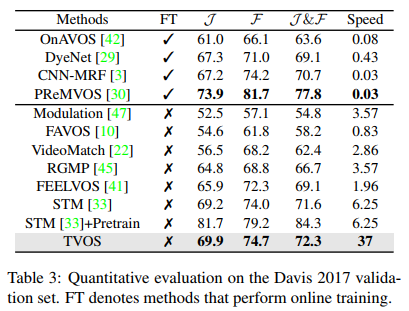 Methods FT J F J&F Speed
OnAVOS [42] ✓ 61.0 66.1 63.6 0.08
DyeNet [29] ✓ 67.3 71.0 69.1 0.43
CNN-MRF [3] ✓ 67.2 74.2 70.7 0.03
PReMVOS [30] ✓ 73.9 81.7 77.8 0.03
Modulation [47] ✗ 52.5 57.1 54.8 3.57
FAVOS [10] ✗ 54.6 61.8 58.2 0.83
VideoMatch [22] ✗ 56.5 68.2 62.4 2.86
RGMP [45] ✗ 64.8 68.8 66.7 3.57
FEELVOS [41] ✗ 65.9 72.3 69.1 1.96
STM [33] ✗ 69.2 74.0 71.6 6.25
STM [33]+Pretrain ✗ 81.7 79.2 84.3 6.25
TVOS ✗ 69.9 74.7 72.3 37
Table 3: Quantitative evaluation on the Davis 2017 valida-
tion set. FT denotes methods that perform online training.